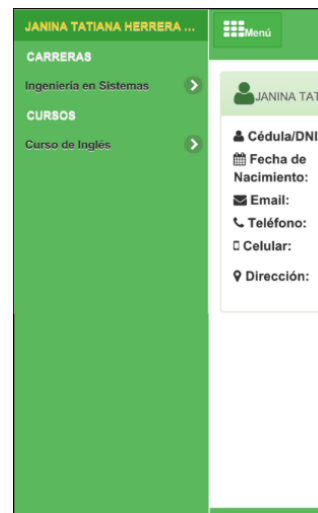 JANINA TATIANA HERRERA ...
CARRERAS
Ingeniería en Sistemas
CURSOS
Curso de Inglés
Menú
JANINA TAT
Cédula/DNI
Fecha de
Nacimiento:
Email:
Teléfono:
Celular:
Dirección: